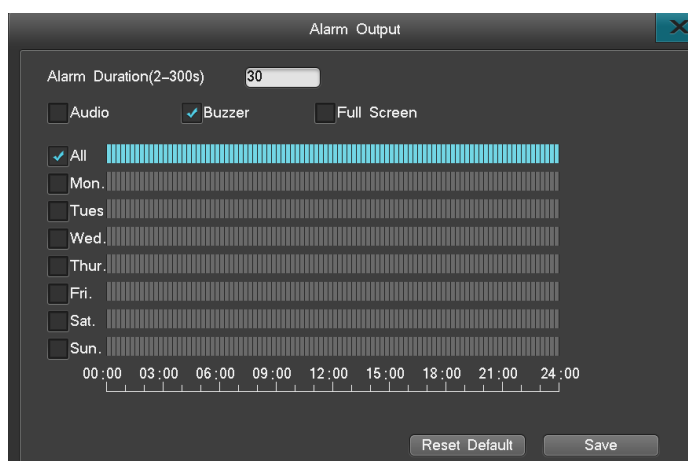 Alarm Output
Alarm Duration(2-300s) 30
Audio Buzzer Full Screen
All
Mon.
Tues
Wed.
Thur.
Fri.
Sat.
Sun.
00:00 03:00 06:00 09:00 12:00 15:00 18:00 21:00 24:00
Reset Default Save